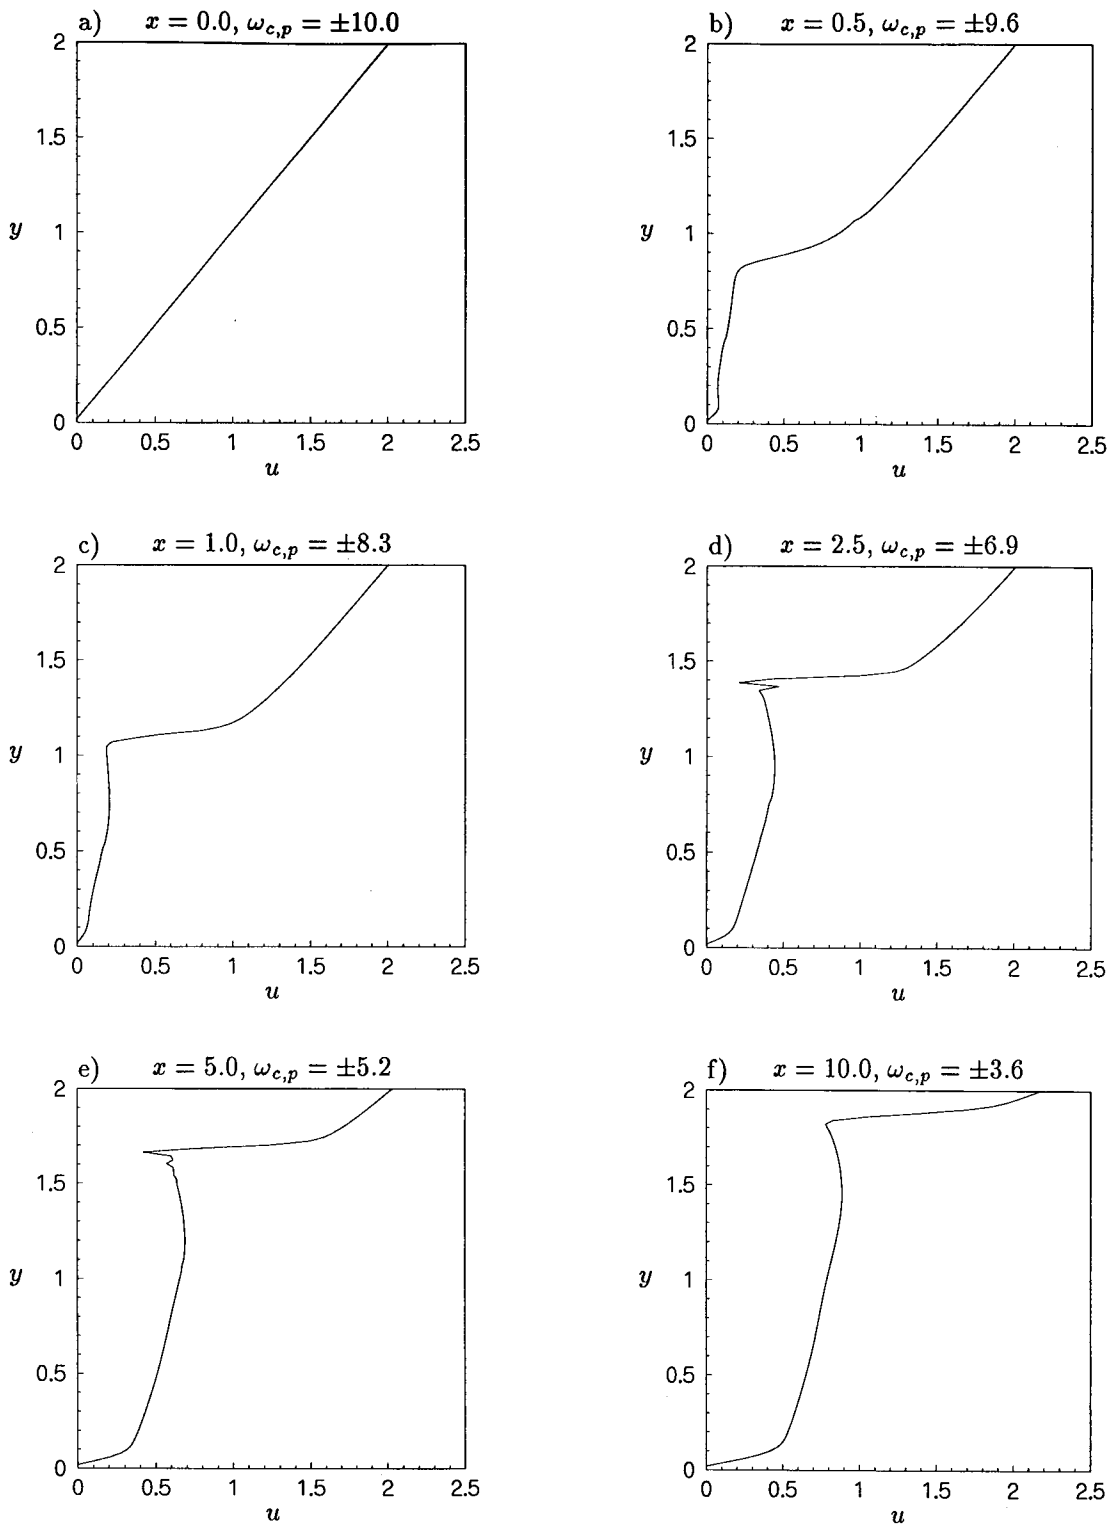 a) x = 0.0, ω_{c,p} = ±10.0
2
1.5
y 1
0.5
0
0 0.5 1 1.5 2 2.5
u
b) x = 0.5, ω_{c,p} = ±9.6
2
1.5
y 1
0.5
0
0 0.5 1 1.5 2 2.5
u
c) x = 1.0, ω_{c,p} = ±8.3
2
1.5
y 1
0.5
0
0 0.5 1 1.5 2 2.5
u
d) x = 2.5, ω_{c,p} = ±6.9
2
1.5
y 1
0.5
0
0 0.5 1 1.5 2 2.5
u
e) x = 5.0, ω_{c,p} = ±5.2
2
1.5
y 1
0.5
0
0 0.5 1 1.5 2 2.5
u
f) x = 10.0, ω_{c,p} = ±3.6
2
1.5
y 1
0.5
0
0 0.5 1 1.5 2 2.5
u